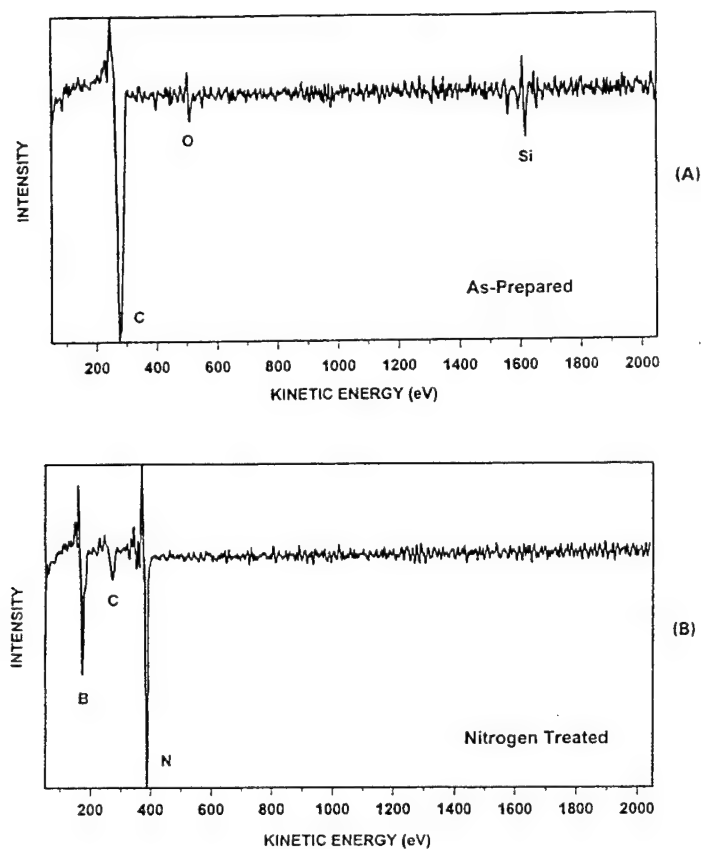 INTENSITY
O
Si
(A)
As-Prepared
C
200 400 600 800 1000 1200 1400 1600 1800 2000
KINETIC ENERGY (eV)
INTENSITY
C
(B)
B
Nitrogen Treated
N
200 400 600 800 1000 1200 1400 1600 1800 2000
KINETIC ENERGY (eV)